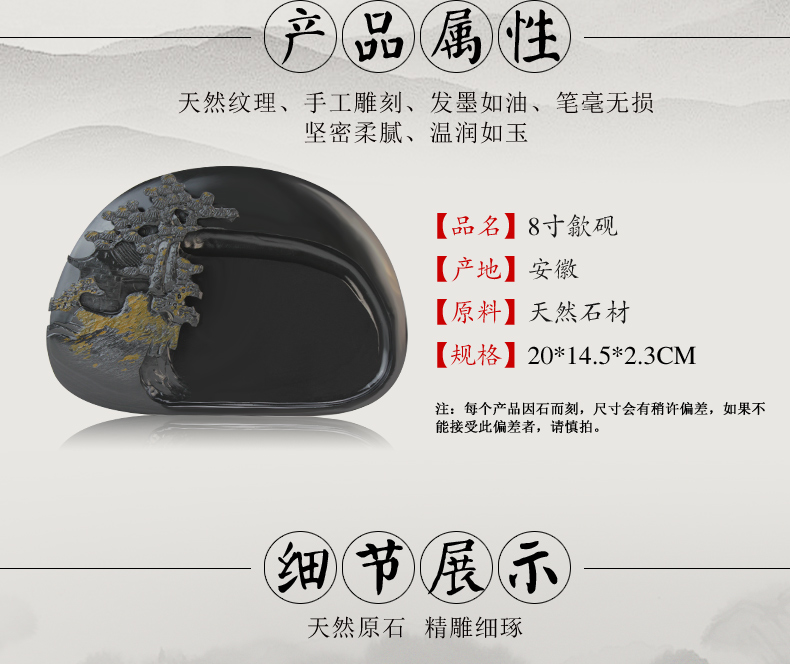 产品属性
天然纹理、手工雕刻、发墨如油、笔毫无损
坚密柔腻、温润如玉
【品名】8寸歙砚
【产地】安徽
【原料】天然石材
【规格】20*14.5*2.3CM
注：每个产品因石而刻，尺寸会有稍许偏差，如果不
能接受此偏差者，请慎拍。
细节展示
天然原石 精雕细琢